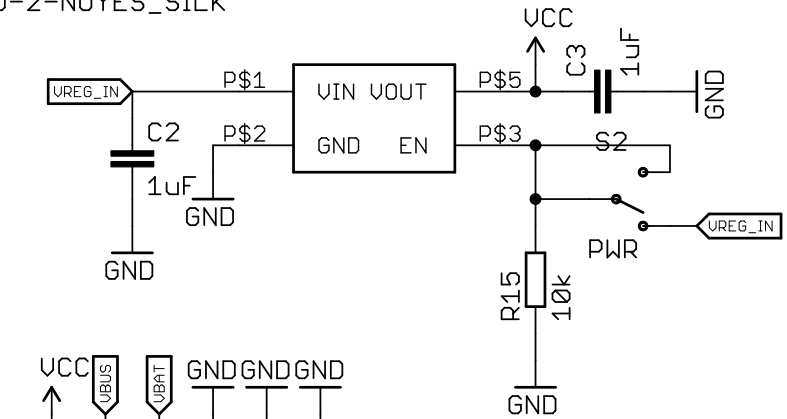 VCC
VREG_IN
P$1
VIN
VOUT
P$5
C3
1uF
GND
C2
1uF
P$2
GND
EN
P$3
S2
GND
GND
PWR
VREG_IN
R15
10k
GND
VCC
VBUS
VBAT
GND
GND
GND